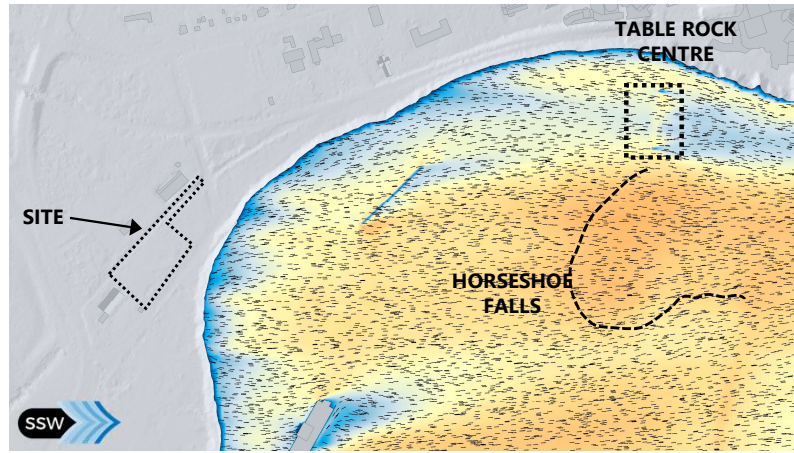 TABLE ROCK
CENTRE
SITE
HORSESHOE
FALLS
SSW